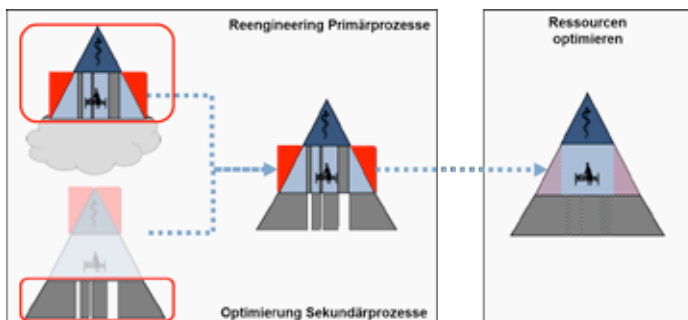 Reengineering Primärprozesse
Ressourcen
optimieren
Optimierung Sekundärprozesse